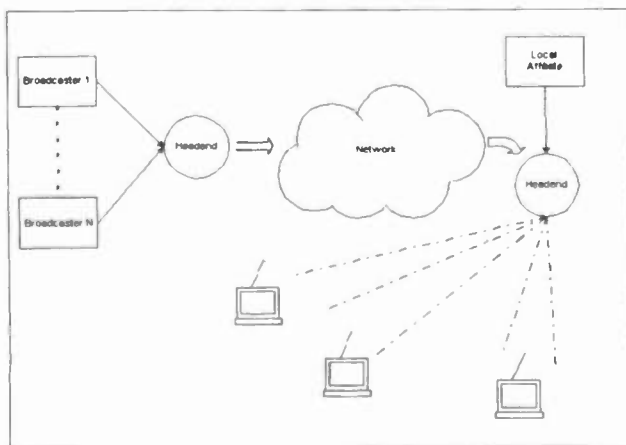 Broadcaster 1
Broadcaster N
Headend
Network
Local
Affiliate
Headend